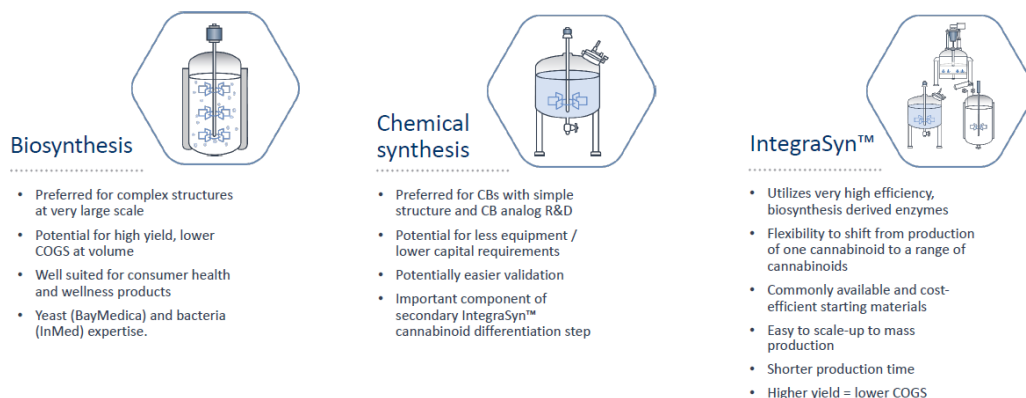 Biosynthesis
• Preferred for complex structures
at very large scale
• Potential for high yield, lower
COGS at volume
• Well suited for consumer health
and wellness products
• Yeast (BayMedica) and bacteria
(InMed) expertise.
Chemical
synthesis
• Preferred for CBs with simple
structure and CB analog R&D
• Potential for less equipment /
lower capital requirements
• Potentially easier validation
• Important component of
secondary IntegraSyn™
cannabinoid differentiation step
IntegraSyn™
• Utilizes very high efficiency,
biosynthesis derived enzymes
• Flexibility to shift from production
of one cannabinoid to a range of
cannabinoids
• Commonly available and cost-
efficient starting materials
• Easy to scale-up to mass
production
• Shorter production time
• Higher yield = lower COGS